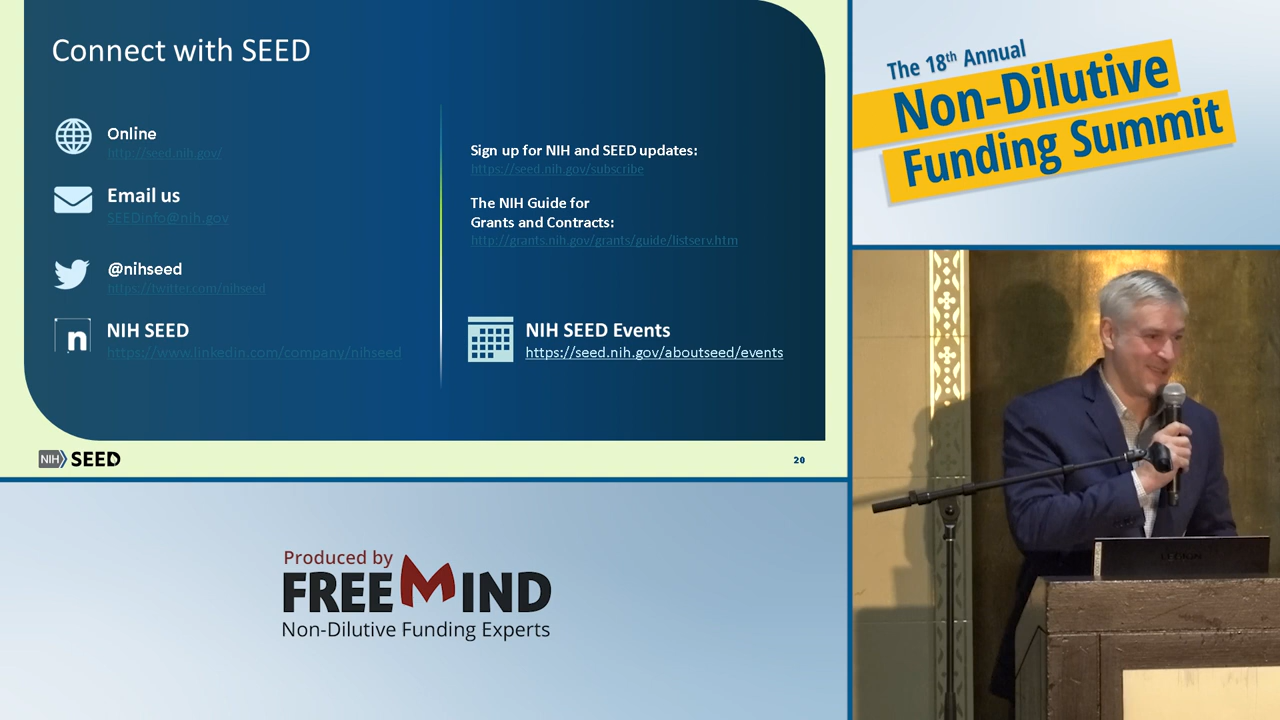 Connect with SEED
Online
http://seed.nih.gov/
Email us
SEEDinfo@nih.gov
@nihseed
https://twitter.com/nihseed
n
NIH SEED
https://www.linkedin.com/company/nihseed
Sign up for NIH and SEED updates:
https://seed.nih.gov/subscribe
The NIH Guide for
Grants and Contracts:
http://grants.nih.gov/grants/guide/listserv.htm
NIH SEED Events
https://seed.nih.gov/aboutseed/events
NIH SEED
20
The 18th Annual
Non-Dilutive
Funding Summit
Produced by
FREEMIND
Non-Dilutive Funding Experts
LEGION